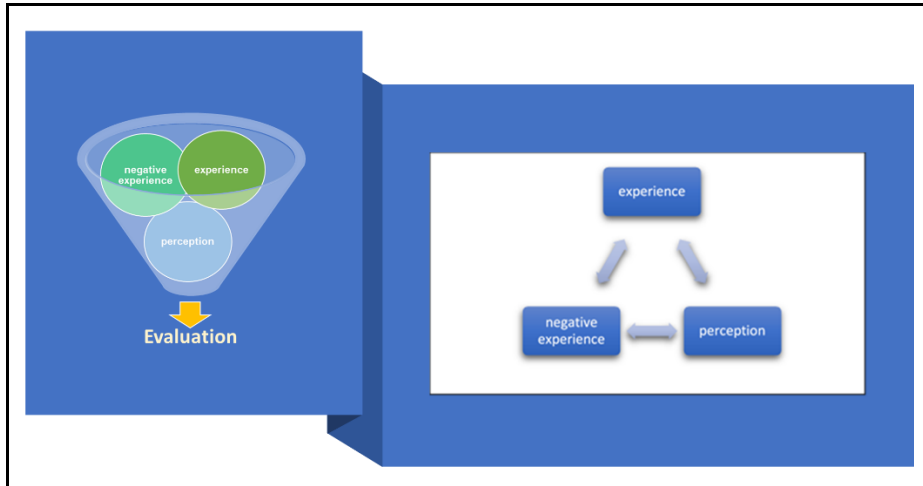 negative
experience
experience
perception
Evaluation
experience
negative
experience
perception